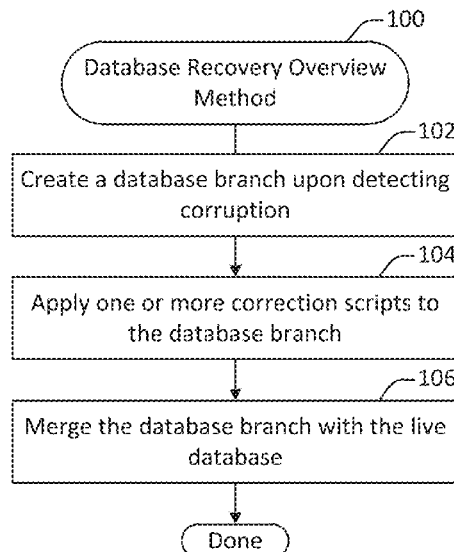 100
Database Recovery Overview
Method
102
Create a database branch upon detecting
corruption
104
Apply one or more correction scripts to
the database branch
106
Merge the database branch with the live
database
Done